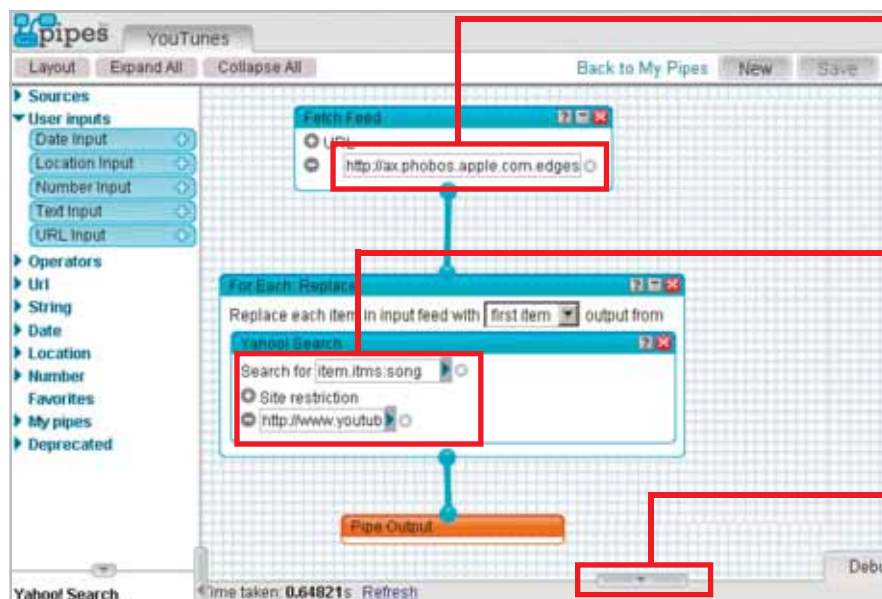 pipes YouTunes
Layout Expand All Collapse All Back to My Pipes New Save
Sources
User inputs
Date Input
Location Input
Number Input
Text Input
URL Input
Operators
Url
String
Date
Location
Number
Favorites
My pipes
Deprecated
Yahoo! Search
Fetch Feed
URL
http://ax.phobos.apple.com.edges
For Each: Replace
Replace each item in input feed with first item output from
Yahoo! Search
Search for item.itms:song
Site restriction
http://www.youtub
Pipe Output
Debu
Time taken: 0.64821s Refresh